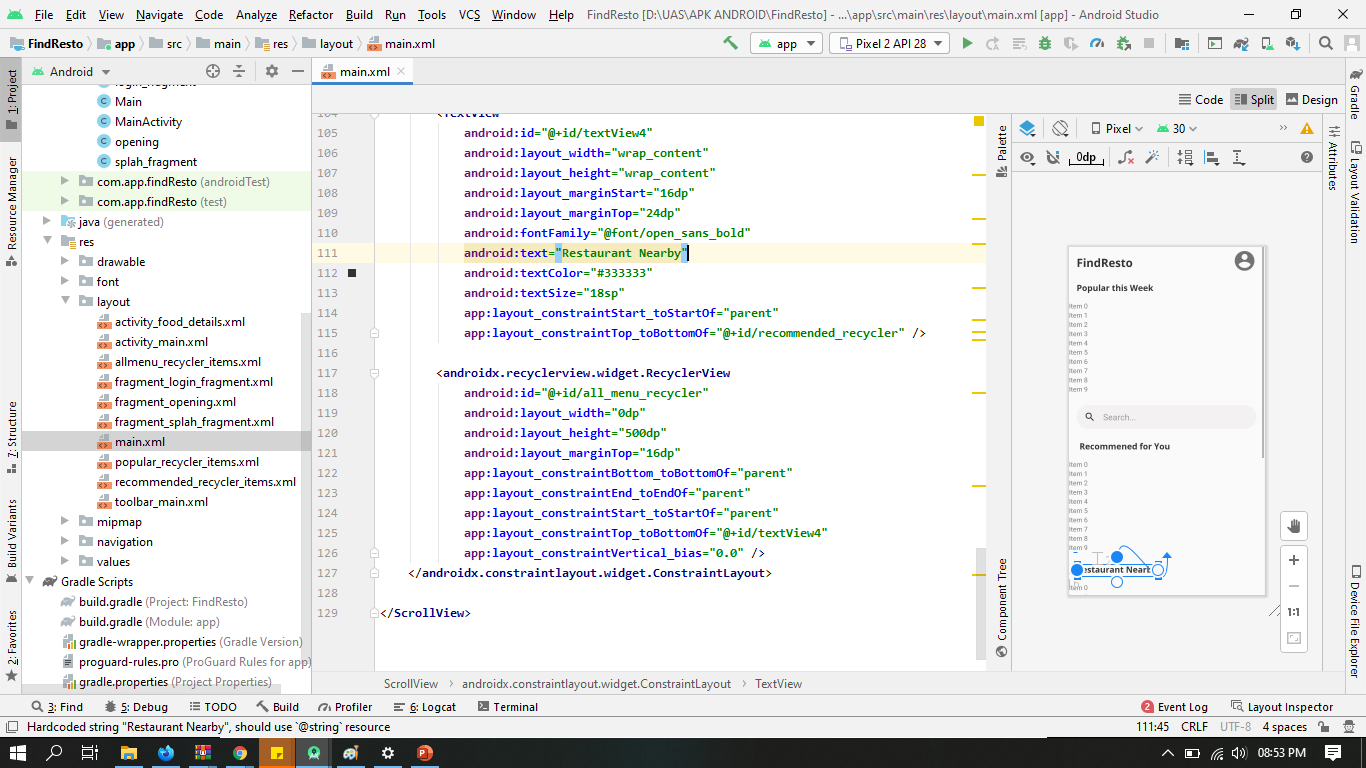 File Edit View Navigate Code Analyze Refactor Build Run Tools VCS Window Help FindResto [D:\UAS\APK ANDROID\FindResto] - ...\app\src\main\res\layout\main.xml [app] - Android Studio
FindResto app src main res layout main.xml
app Pixel 2 API 28
1: Project
Resource Manager
7: Structure
Build Variants
2: Favorites
Android
Main
MainActivity
opening
splah_fragment
com.app.findResto (androidTest)
com.app.findResto (test)
java (generated)
res
drawable
font
layout
activity_food_details.xml
activity_main.xml
allmenu_recycler_items.xml
fragment_login_fragment.xml
fragment_opening.xml
fragment_splah_fragment.xml
main.xml
popular_recycler_items.xml
recommended_recycler_items.xml
toolbar_main.xml
mipmap
navigation
values
Gradle Scripts
build.gradle (Project: FindResto)
build.gradle (Module: app)
gradle-wrapper.properties (Gradle Version)
proguard-rules.pro (ProGuard Rules for app)
gradle.properties (Project Properties)
main.xml
Code Split Design
104 <TextView
105 android:id="@+id/textView4"
106 android:layout_width="wrap_content"
107 android:layout_height="wrap_content"
108 android:layout_marginStart="16dp"
109 android:layout_marginTop="24dp"
110 android:fontFamily="@font/open_sans_bold"
111 android:text="Restaurant Nearby"
112 android:textColor="#333333"
113 android:textSize="18sp"
114 app:layout_constraintStart_toStartOf="parent"
115 app:layout_constraintTop_toBottomOf="@+id/recommended_recycler" />
116
117 <androidx.recyclerview.widget.RecyclerView
118 android:id="@+id/all_menu_recycler"
119 android:layout_width="0dp"
120 android:layout_height="500dp"
121 android:layout_marginTop="16dp"
122 app:layout_constraintBottom_toBottomOf="parent"
123 app:layout_constraintEnd_toEndOf="parent"
124 app:layout_constraintStart_toStartOf="parent"
125 app:layout_constraintTop_toBottomOf="@+id/textView4"
126 app:layout_constraintVertical_bias="0.0" />
127 </androidx.constraintlayout.widget.ConstraintLayout>
128
129 </ScrollView>
ScrollView androidx.constraintlayout.widget.ConstraintLayout TextView
Palette
Component Tree
Pixel 30
0dp
FindResto
Popular this Week
Item 0
Item 1
Item 2
Item 3
Item 4
Item 5
Item 6
Item 7
Item 8
Item 9
Search...
Recommened for You
Item 0
Item 1
Item 2
Item 3
Item 4
Item 5
Item 6
Item 7
Item 8
Item 9
estaurant Nearb
Item 0
1:1
Attributes
Gradle
Layout Validation
Device File Explorer
3: Find 5: Debug TODO Build Profiler 6: Logcat Terminal 2 Event Log Layout Inspector
Hardcoded string "Restaurant Nearby", should use `@string` resource 111:45 CRLF UTF-8 4 spaces
08:53 PM